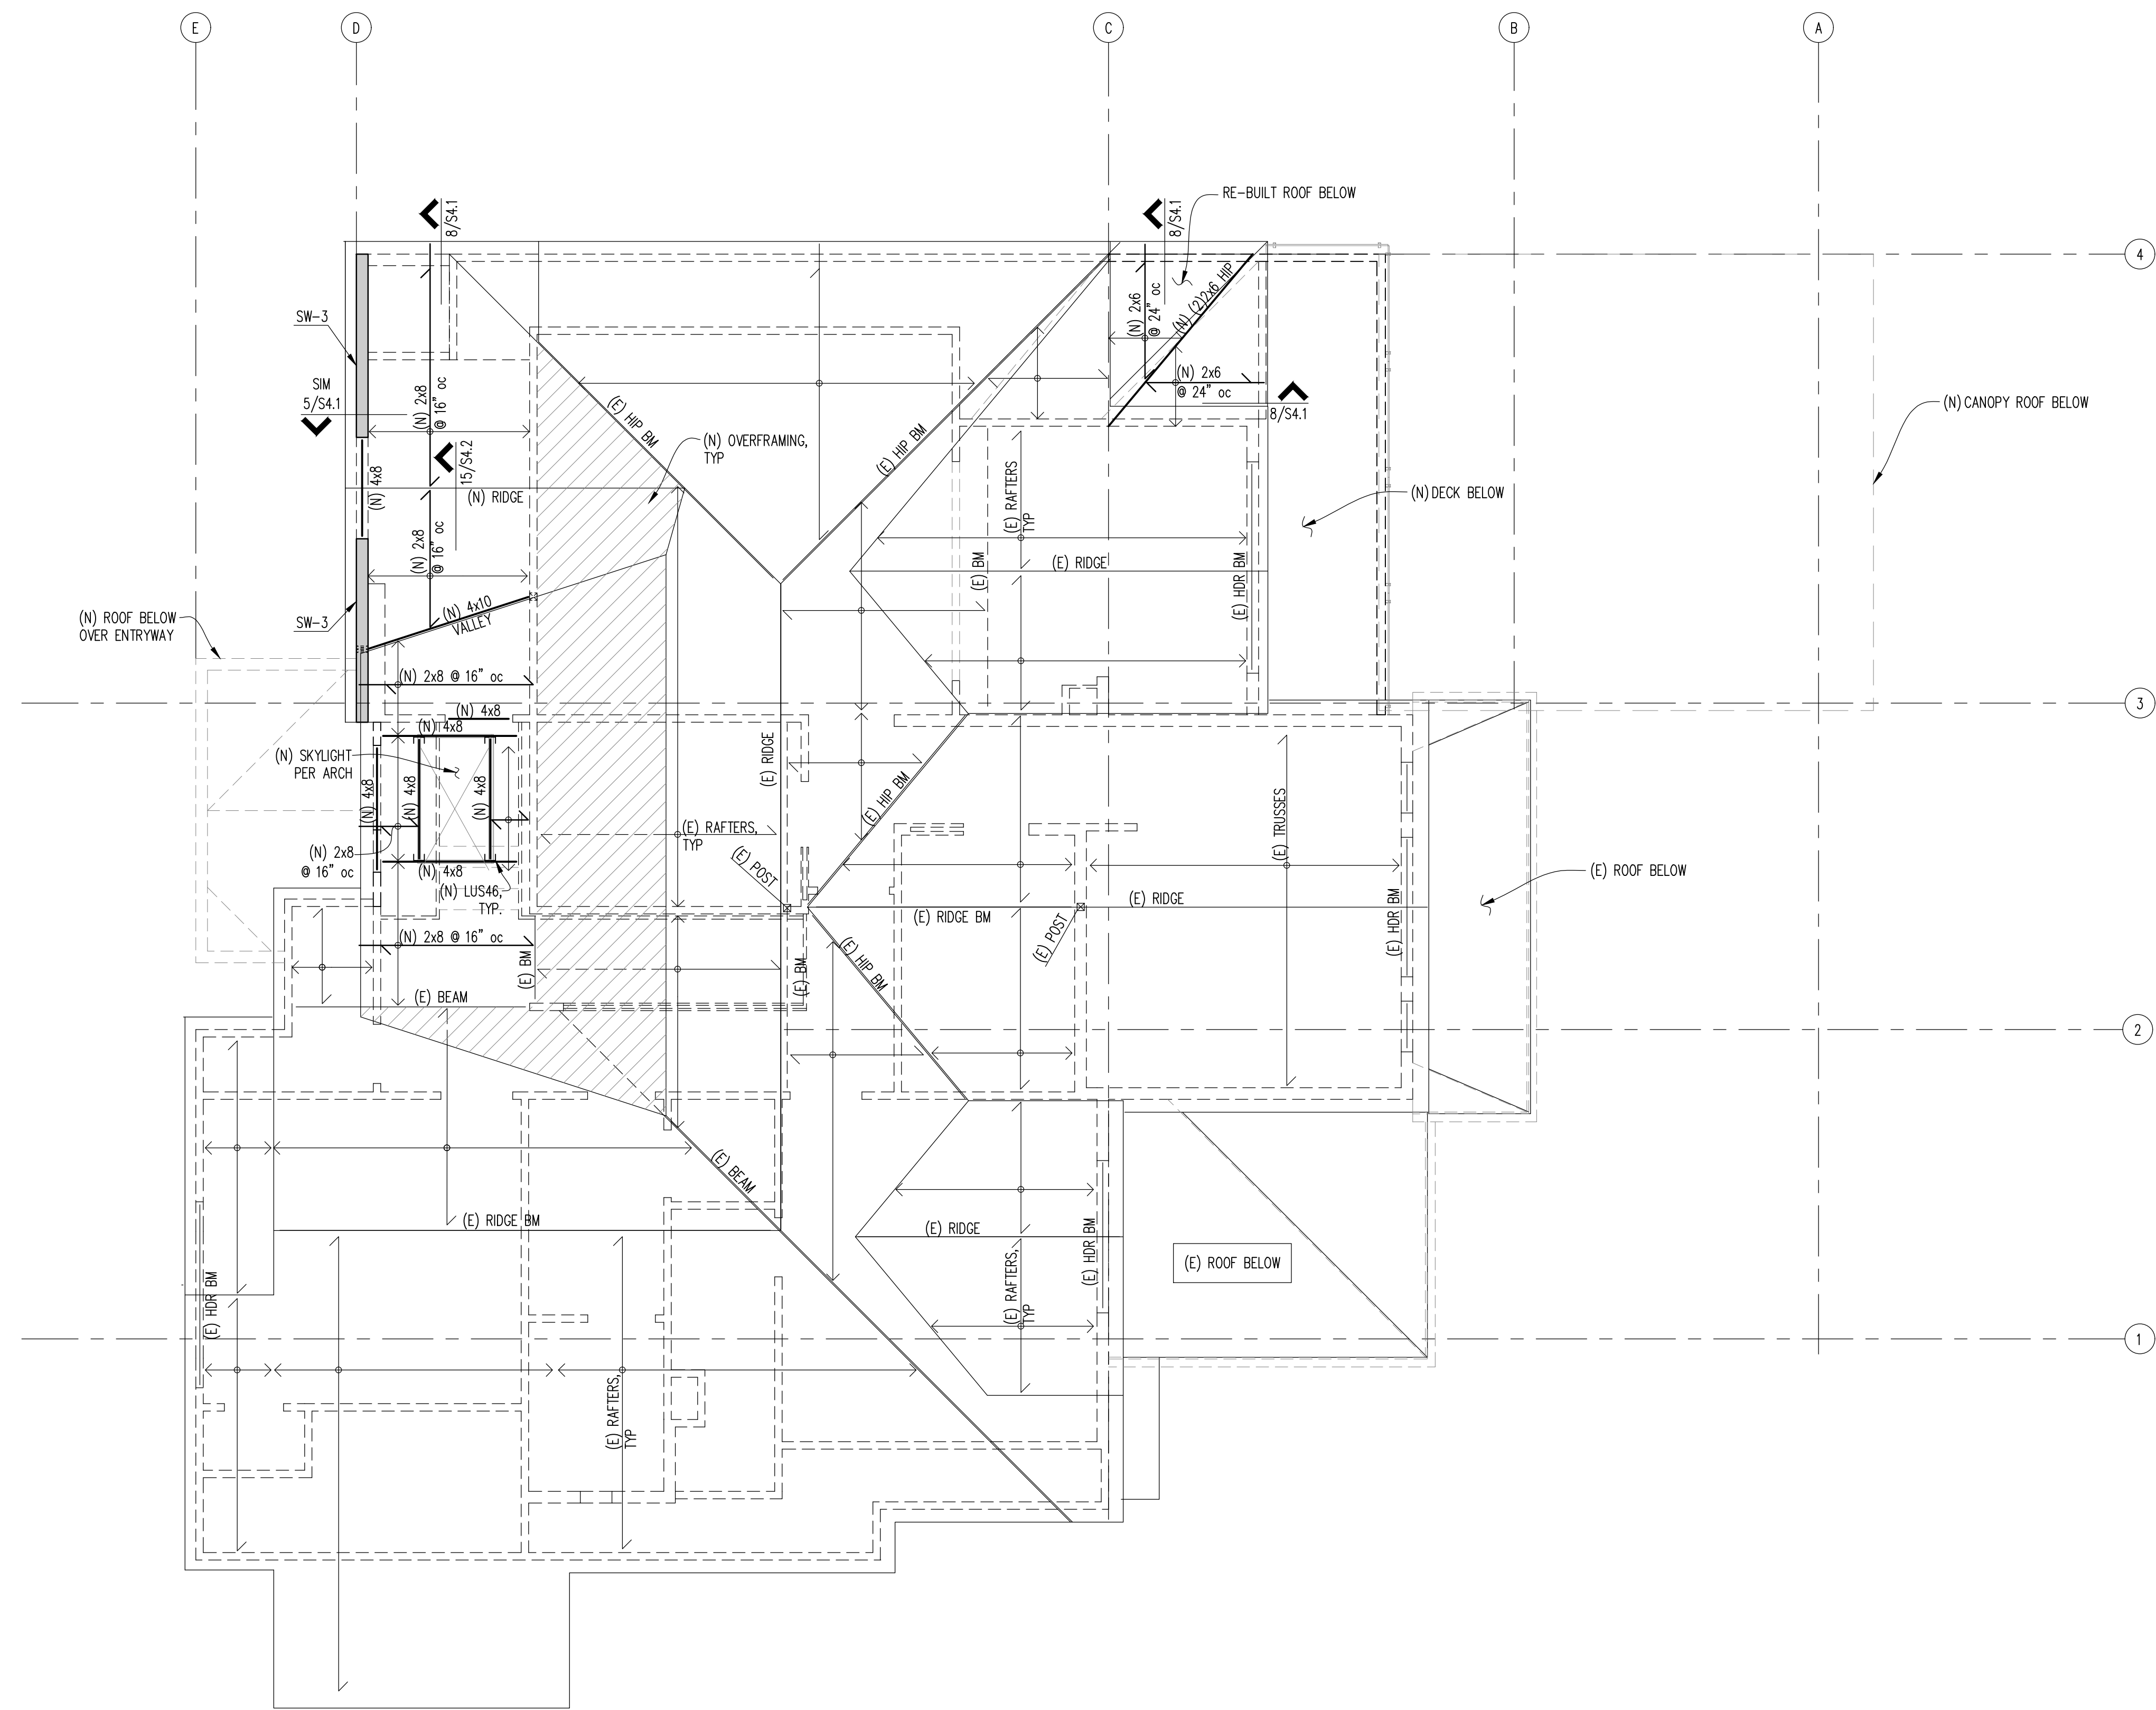 E
D
C
B
A
4
3
2
1
8/S4.1
8/S4.1
RE-BUILT ROOF BELOW
(N) 2x6
@ 24" oc
(N) (2)2x6 HIP
(N) 2x6
@ 24" oc
8/S4.1
(N) CANOPY ROOF BELOW
SW-3
SIM
5/S4.1
(N) 2x8
@ 16" oc
15/S4.2
(N) 4x8
(N) RIDGE
(N) 2x8
@ 16" oc
(E) HIP BM
(N) OVERFRAMING,
TYP
(E) HIP BM
(E) RAFTERS
TYP
(N) DECK BELOW
(E) BM
(E) RIDGE
(E) HDR BM
(N) ROOF BELOW
OVER ENTRYWAY
SW-3
(N) 4x10
VALLEY
(N) 2x8 @ 16" oc
(N) 4x8
(N) 4x8
(N) SKYLIGHT
PER ARCH
(N) 4x8
(N) 4x8
(N) 4x8
(N) 2x8
@ 16" oc
(N) 4x8
(N) LUS46,
TYP.
(N) 2x8 @ 16" oc
(E) RIDGE
(E) RAFTERS,
TYP
(E) POST
(E) HIP BM
(E) TRUSSES
(E) ROOF BELOW
(E) RIDGE BM
(E) RIDGE
(E) POST
(E) HDR BM
(E) HIP BM
(E) BM
(E) BM
(E) BEAM
(E) BEAM
(E) RIDGE BM
(E) HDR BM
(E) RIDGE
(E) RAFTERS,
TYP
(E) HDR BM
(E) ROOF BELOW
(E) RAFTERS,
TYP